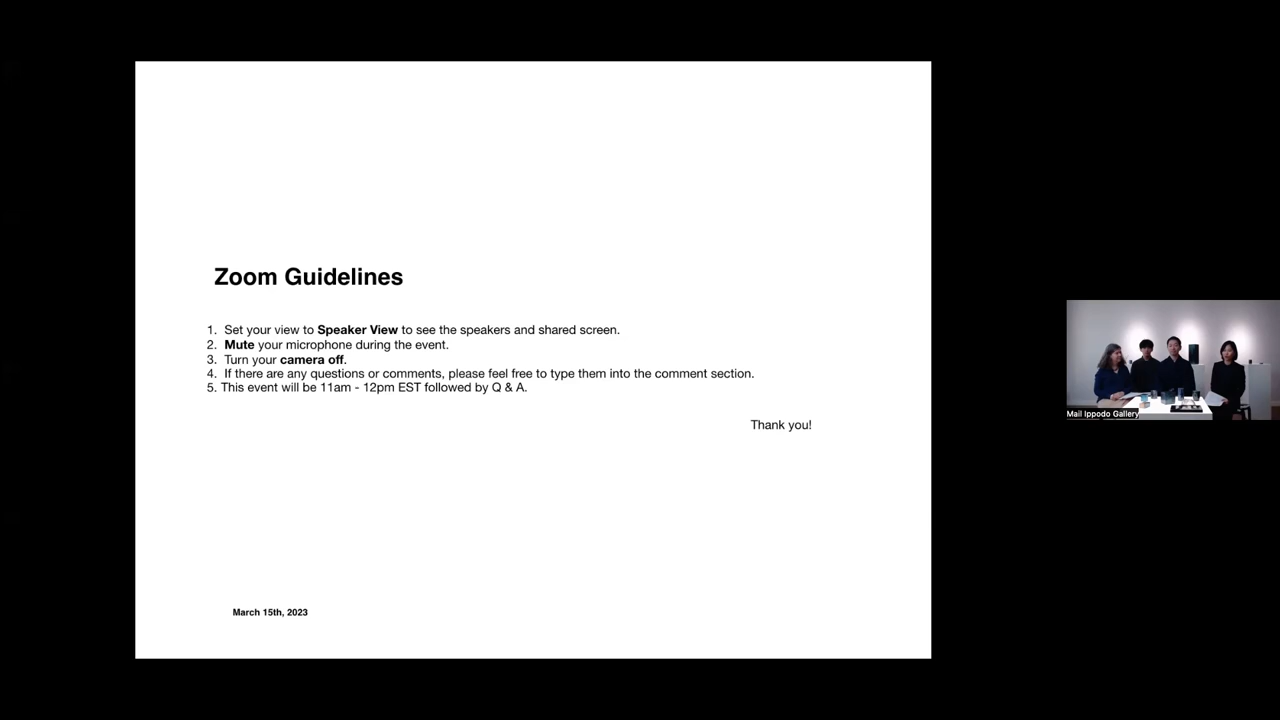 Zoom Guidelines
1. Set your view to Speaker View to see the speakers and shared screen.
2. Mute your microphone during the event.
3. Turn your camera off.
4. If there are any questions or comments, please feel free to type them into the comment section.
5. This event will be 11am - 12pm EST followed by Q & A.
Thank you!
Mail Ippodo Gallery
March 15th, 2023